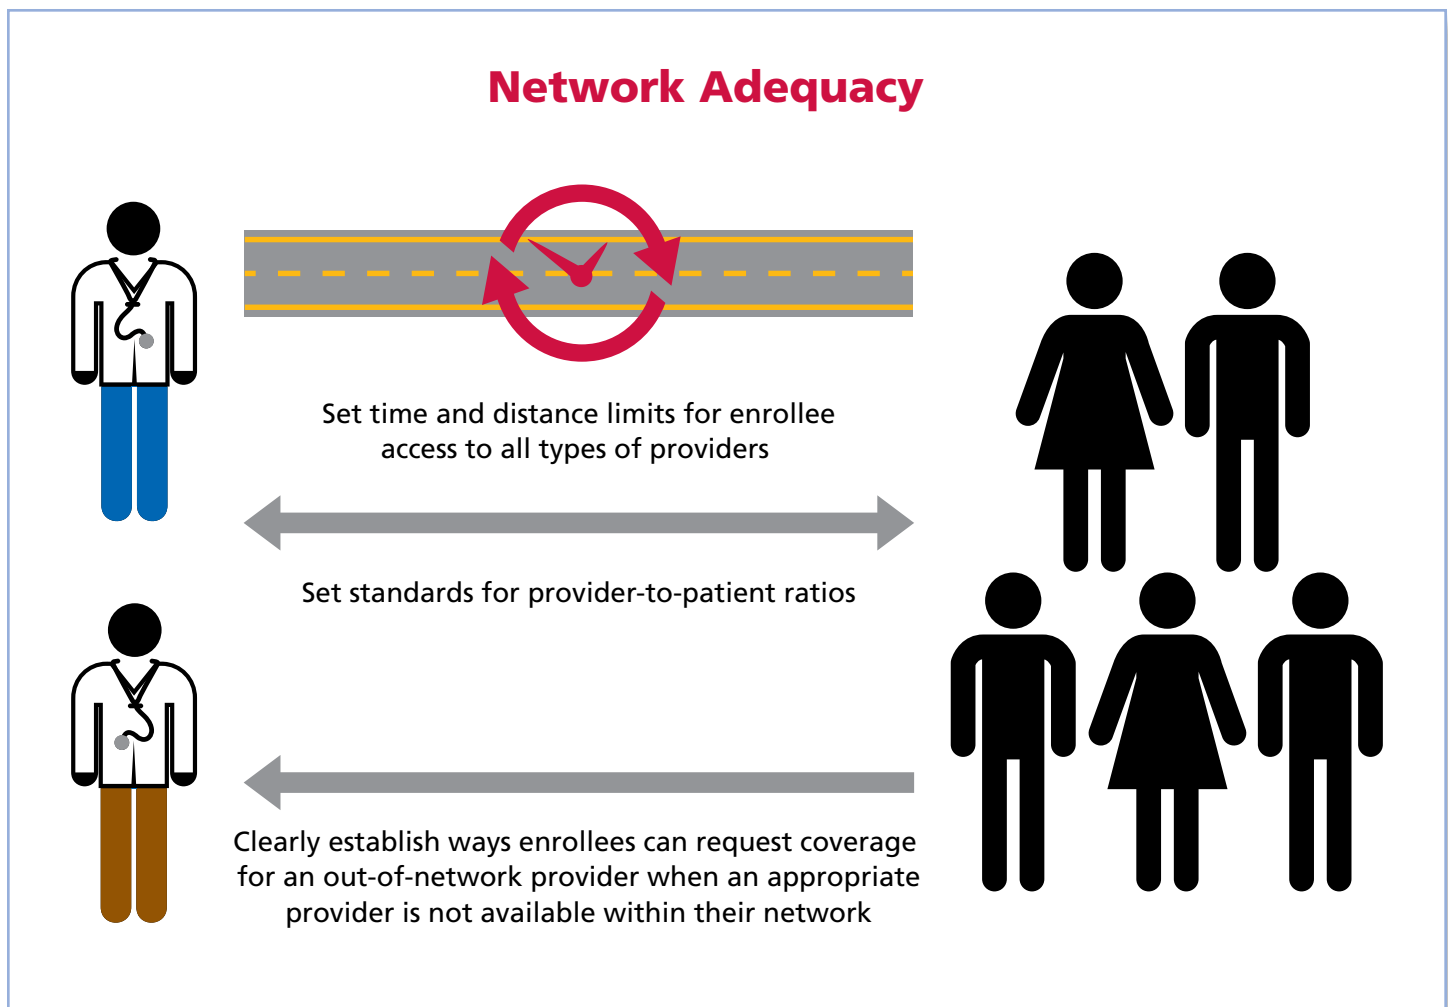 Network Adequacy
Set time and distance limits for enrollee
access to all types of providers
Set standards for provider-to-patient ratios
Clearly establish ways enrollees can request coverage
for an out-of-network provider when an appropriate
provider is not available within their network